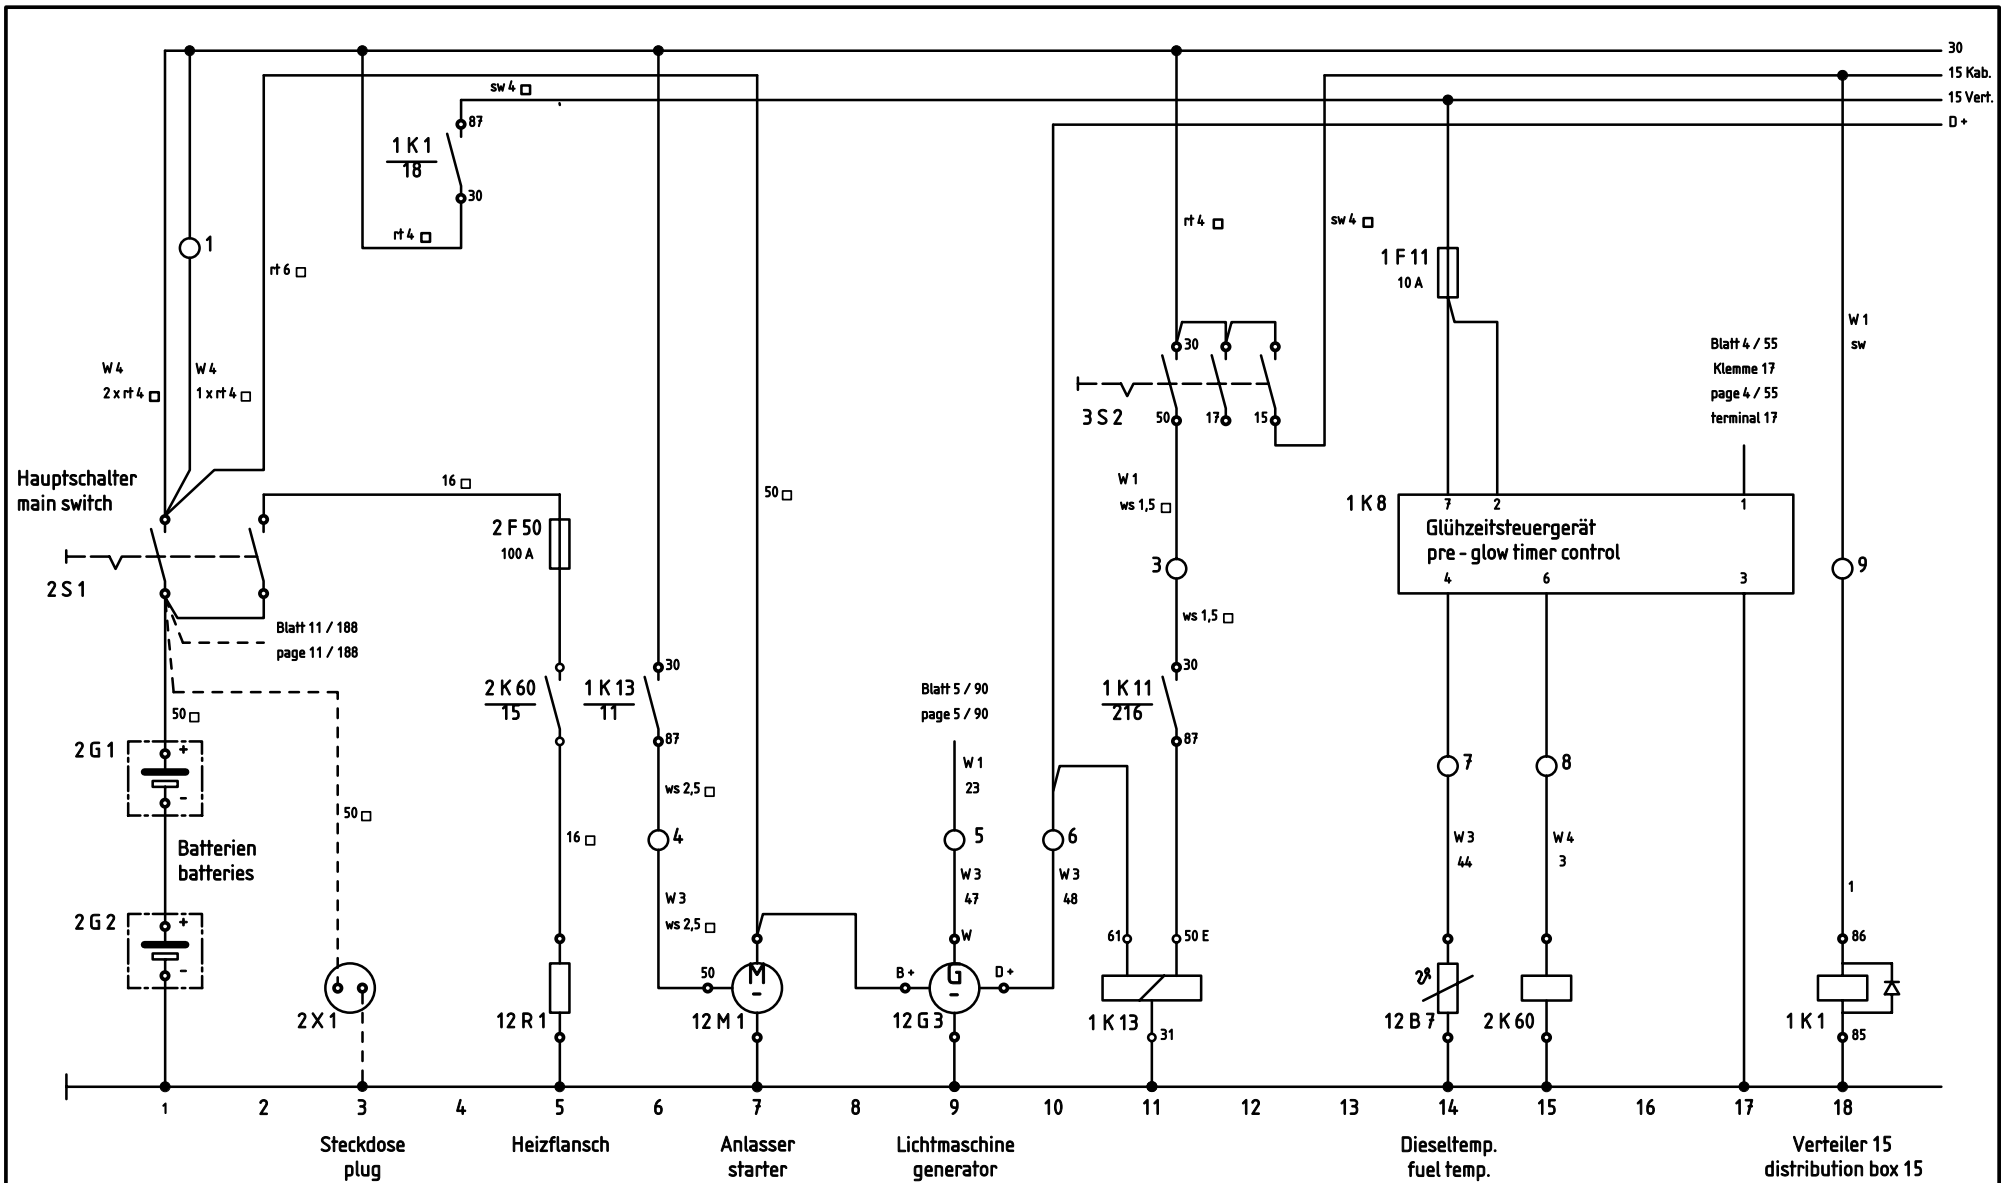 30
15 Kab.
15 Vert.
D +
sw 4 □
87
1 K 1
18
30
rt 4 □
1
rt 6 □
rt 4 □
sw 4 □
1 F 11
10 A
W 4
2 x rt 4 □
W 4
1 x rt 4 □
30
3 S 2
50
17
15
W 1
sw
Blatt 4 / 55
Klemme 17
page 4 / 55
terminal 17
Hauptschalter
main switch
2 S 1
16 □
2 F 50
100 A
50 □
W 1
ws 1,5 □
3
ws 1,5 □
1 K 8
7
2
1
Glühzeitsteuergerät
pre - glow timer control
4
6
3
9
Blatt 11 / 188
page 11 / 188
50 □
2 K 60
15
1 K 13
11
30
87
Blatt 5 / 90
page 5 / 90
1 K 11
216
30
87
2 G 1
+
-
50 □
Batterien
batteries
2 G 2
+
-
16 □
ws 2,5 □
4
W 3
ws 2,5 □
W 1
23
5
W 3
47
6
W 3
48
7
W 3
44
8
W 4
3
1
2 X 1
12 R 1
50
M
-
12 M 1
W
B +
G
-
D +
12 G 3
61
50 E
1 K 13
31
ϑ
12 B 7
2 K 60
86
1 K 1
85
1
2
3
4
5
6
7
8
9
10
11
12
13
14
15
16
17
18
Steckdose
plug
Heizflansch
Anlasser
starter
Lichtmaschine
generator
Dieseltemp.
fuel temp.
Verteiler 15
distribution box 15